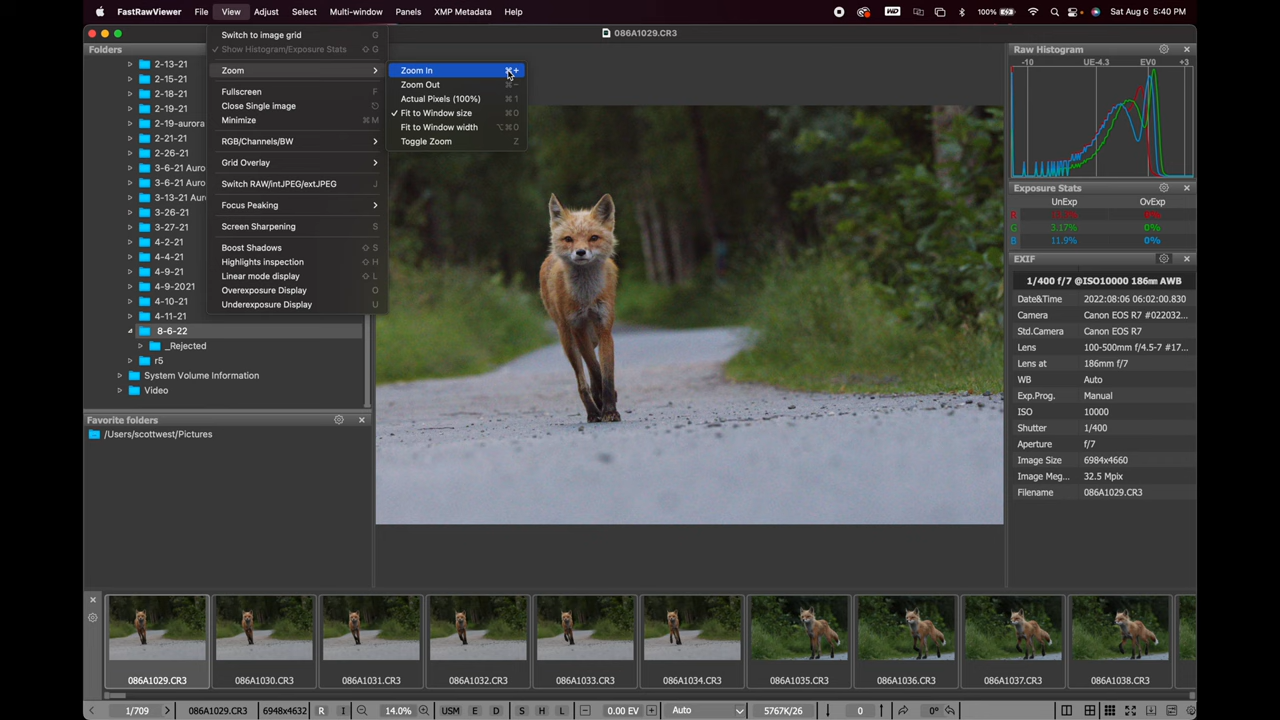 FastRawViewer File View Adjust Select Multi-window Panels XMP Metadata Help WD 100% Sat Aug 6 5:40 PM
086A1029.CR3
Folders
2-13-21
2-15-21
2-18-21
2-19-21
2-19-aurora
2-21-21
2-26-21
3-6-21 Auro
3-6-21 Auro
3-13-21 Aur
3-26-21
3-27-21
4-2-21
4-4-21
4-9-21
4-9-2021
4-10-21
4-11-21
8-6-22
_Rejected
r5
System Volume Information
Video
Favorite folders
/Users/scottwest/Pictures
Switch to image grid G
Show Histogram/Exposure Stats ⇧ G
Zoom
Fullscreen F
Close Single image
Minimize ⌘ M
RGB/Channels/BW
Grid Overlay
Switch RAW/intJPEG/extJPEG J
Focus Peaking
Screen Sharpening S
Boost Shadows ⇧ S
Highlights inspection ⇧ H
Linear mode display ⇧ L
Overexposure Display O
Underexposure Display U
Zoom In ⌘+
Zoom Out ⌘−
Actual Pixels (100%) ⌘1
✓ Fit to Window size ⌘0
Fit to Window width ⌥⌘0
Toggle Zoom Z
Raw Histogram
-10 UE-4.3 EV0 +3
Exposure Stats
UnExp OvExp
R 0%
G 3.17% 0%
B 11.9% 0%
EXIF
1/400 f/7 @ISO10000 186mm AWB
Date&Time 2022:08:06 06:02:00.830
Camera Canon EOS R7 #022032...
Std.Camera Canon EOS R7
Lens 100-500mm f/4.5-7 #17...
Lens at 186mm f/7
WB Auto
Exp.Prog. Manual
ISO 10000
Shutter 1/400
Aperture f/7
Image Size 6984x4660
Image Meg... 32.5 Mpix
Filename 086A1029.CR3
086A1029.CR3 086A1030.CR3 086A1031.CR3 086A1032.CR3 086A1033.CR3 086A1034.CR3 086A1035.CR3 086A1036.CR3 086A1037.CR3 086A1038.CR3
1/709 086A1029.CR3 6948x4632 R I 14.0% USM E D S H L 0.00 EV Auto 5767K/26 0 0°